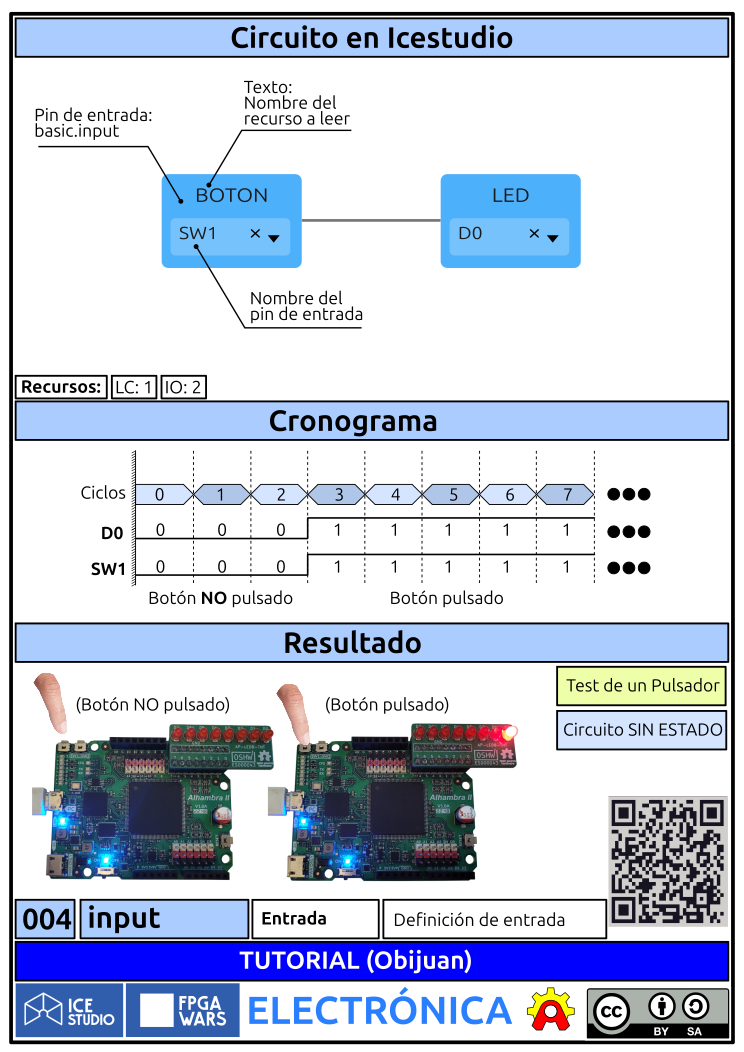 Circuito en Icestudio
Texto:
Nombre del
recurso a leer
Pin de entrada:
basic.input
BOTON
SW1 ×
LED
D0 ×
Nombre del
pin de entrada
Recursos: LC: 1 IO: 2
Cronograma
Ciclos 0 1 2 3 4 5 6 7
D0 0 0 0 1 1 1 1 1
SW1 0 0 0 1 1 1 1 1
Botón NO pulsado Botón pulsado
Resultado
(Botón NO pulsado) (Botón pulsado)
Test de un Pulsador
Circuito SIN ESTADO
OSHW
Alhambra II
OSHW
Alhambra II
004 input Entrada Definición de entrada
TUTORIAL (Obijuan)
ICE
STUDIO
FPGA
WARS
ELECTRÓNICA
cc
BY SA